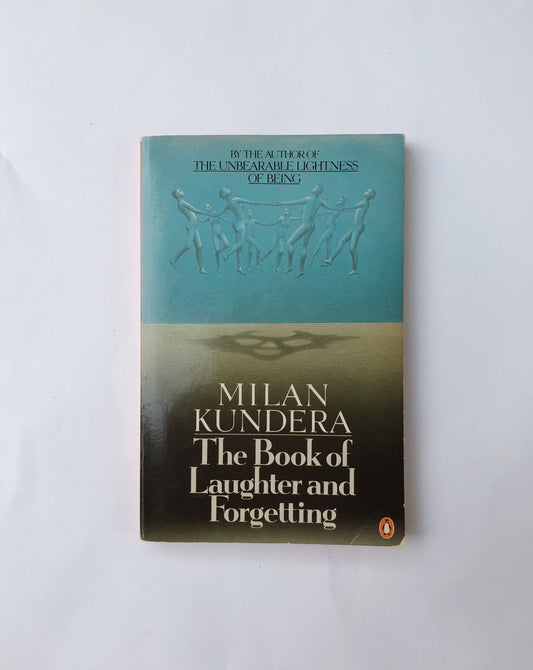 BY THE AUTHOR OF
THE UNBEARABLE LIGHTNESS
OF BEING
MILAN
KUNDERA
The Book of
Laughter and
Forgetting